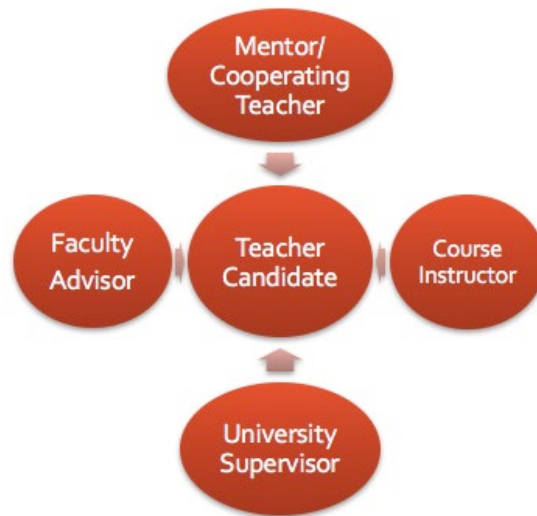 Mentor/
Cooperating
Teacher
Faculty
Advisor
Teacher
Candidate
Course
Instructor
University
Supervisor